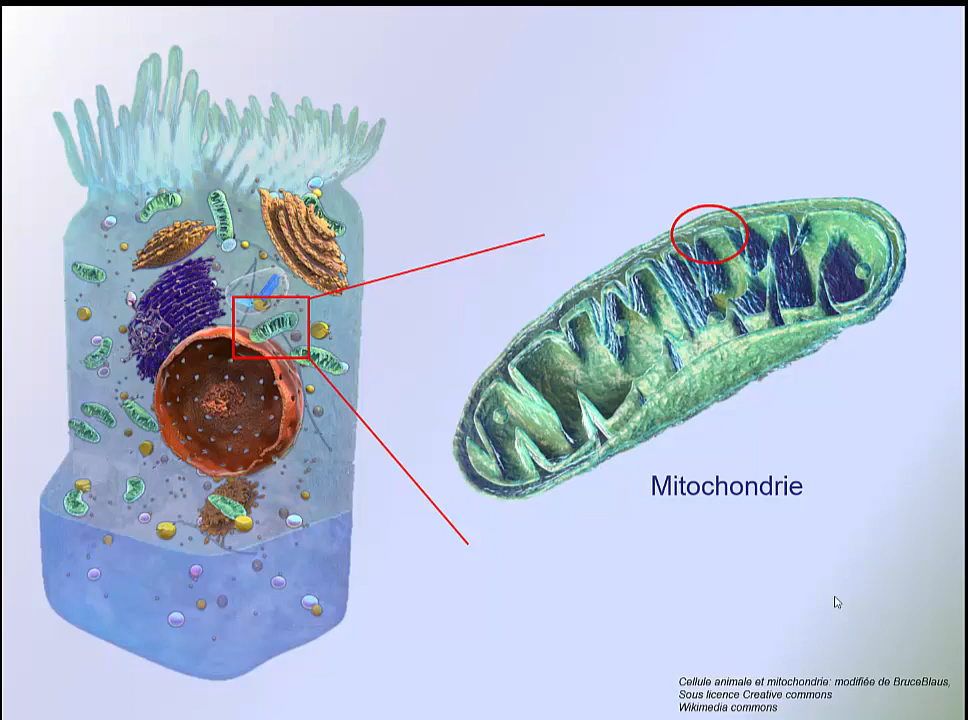 Mitochondrie
Cellule animale et mitochondrie: modifiée de BruceBlaus,
Sous licence Creative commons
Wikimedia commons